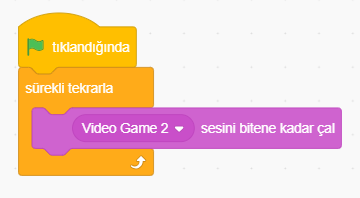 tıklandığında
sürekli tekrarla
Video Game 2 sesini bitene kadar çal